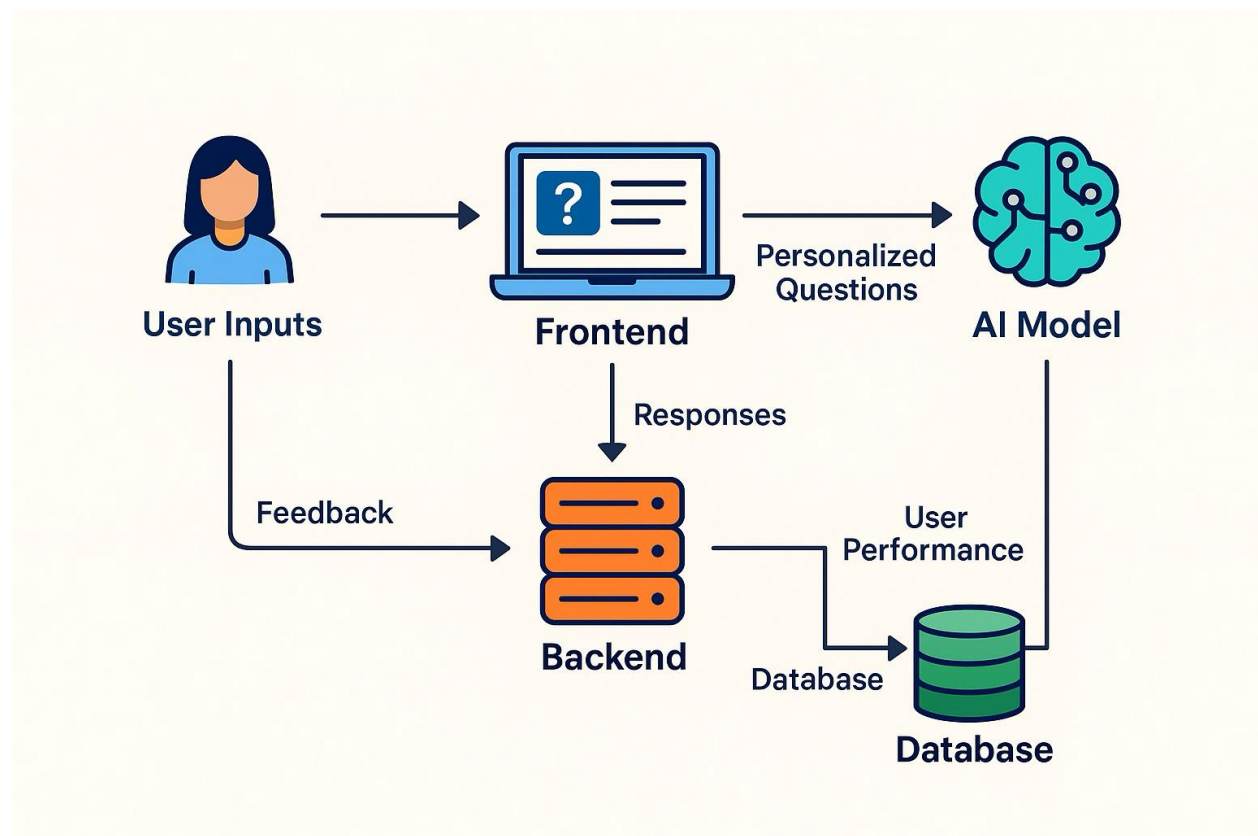 ?
User Inputs
Frontend
Personalized
Questions
AI Model
Responses
Feedback
User
Performance
Backend
Database
Database